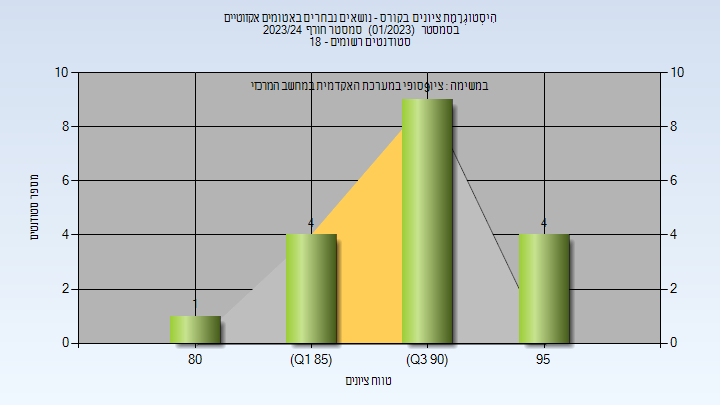 היסטוגרמת ציונים בקורס - נושאים נבחרים באטומים אקזוטיים
בסמסטר (01/2023) סמסטר חורף 2023/24
סטודנטים רשומים - 18
במשימה : ציון סופי במערכת האקדמית במחשב המרכזי
10 10
9
8 8
6 6
4 4
4 4
2 2
1
0 0
80 (Q1 85) (Q3 90) 95
מספר סטודנטים
טווח ציונים